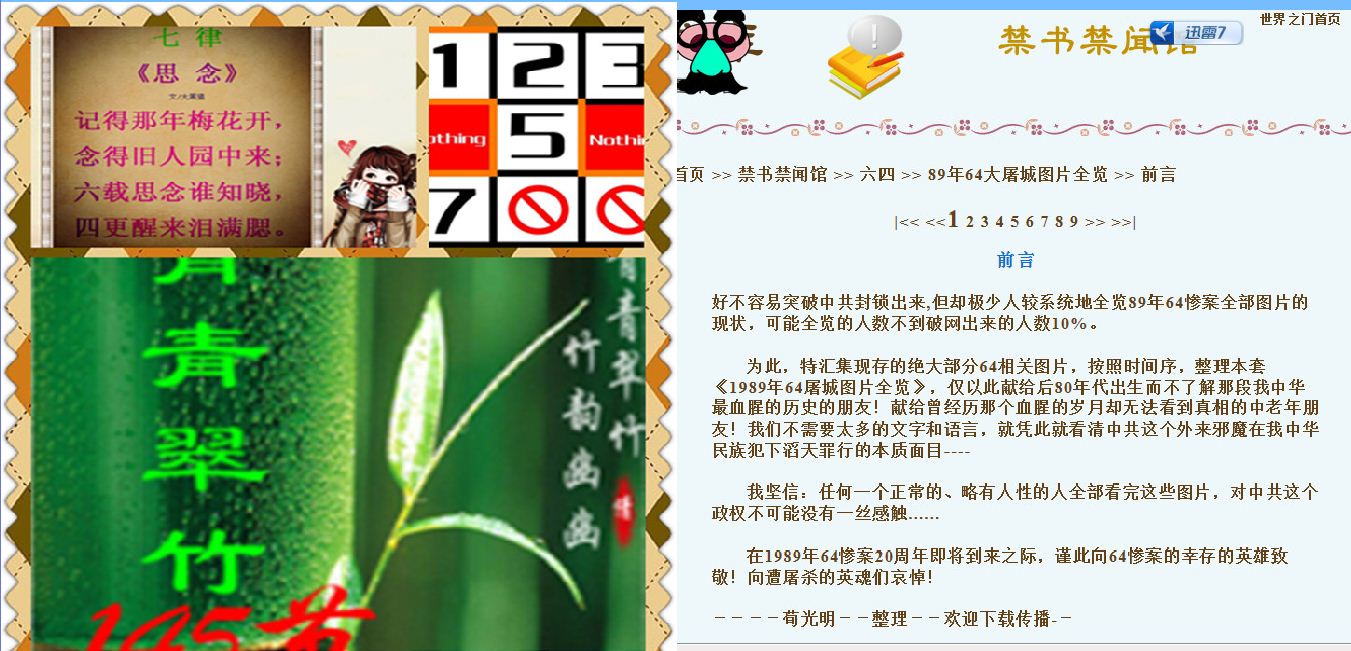 七 律
《思 念》
记得那年梅花开，
念得旧人园中来；
六载思念谁知晓，
四更醒来泪满腮。
1 2 3
othing 5 Nothi
7
青
青
翠
竹
青
青
翠
竹
竹
韵
幽
幽
情
禁书禁闻馆
迅雷7
世界之门首页
首页 >> 禁书禁闻馆 >> 六四 >> 89年64大屠城图片全览 >> 前言
|<< <<1 2 3 4 5 6 7 8 9 >> >>|
前言
好不容易突破中共封锁出来,但却极少人较系统地全览89年64惨案全部图片的
现状，可能全览的人数不到破网出来的人数10%。
为此，特汇集现存的绝大部分64相关图片，按照时间序，整理本套
《1989年64屠城图片全览》，仅以此献给后80年代出生而不了解那段我中华
最血腥的历史的朋友！献给曾经历那个血腥的岁月却无法看到真相的中老年朋
友！我们不需要太多的文字和语言，就凭此就看清中共这个外来邪魔在我中华
民族犯下滔天罪行的本质面目----
我坚信：任何一个正常的、略有人性的人全部看完这些图片，对中共这个
政权不可能没有一丝感触......
在1989年64惨案20周年即将到来之际，谨此向64惨案的幸存的英雄致
敬！向遭屠杀的英魂们哀悼！
－－－－荀光明－－整理－－欢迎下载传播-－